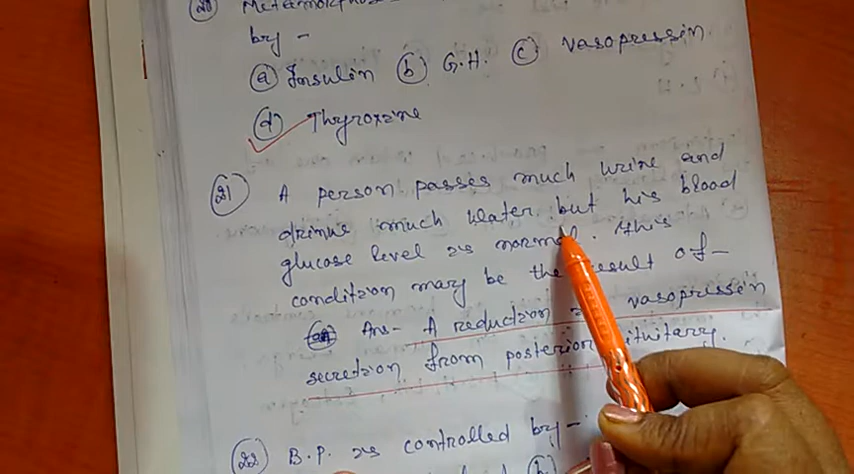 20 Metamorphos
by -
(a) Insulin (b) G.H. (c) vasopressin.
(d) Thyroxine
21) A person passes much urine and
drinks much water but his blood
glucose level is normal. This
condition may be the result of -
Ans- A reduction vasopressin
secretion from posterior pituitary.
22 B.P. is controlled by -
(b)